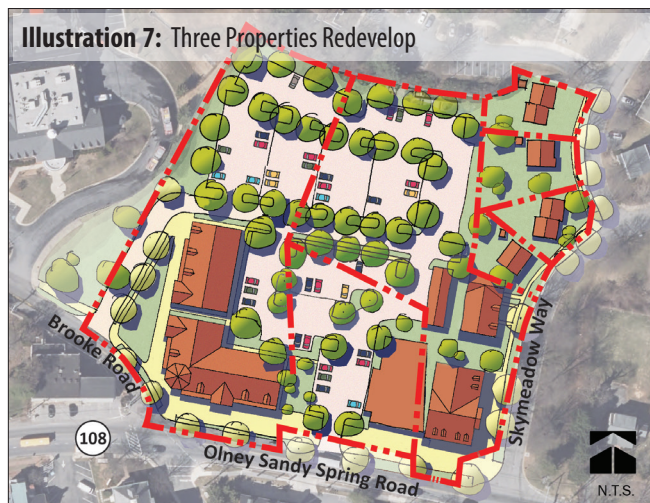 Illustration 7: Three Properties Redevelop
Brooke Road
Skymeadow Way
108
Olney Sandy Spring Road
N.T.S.